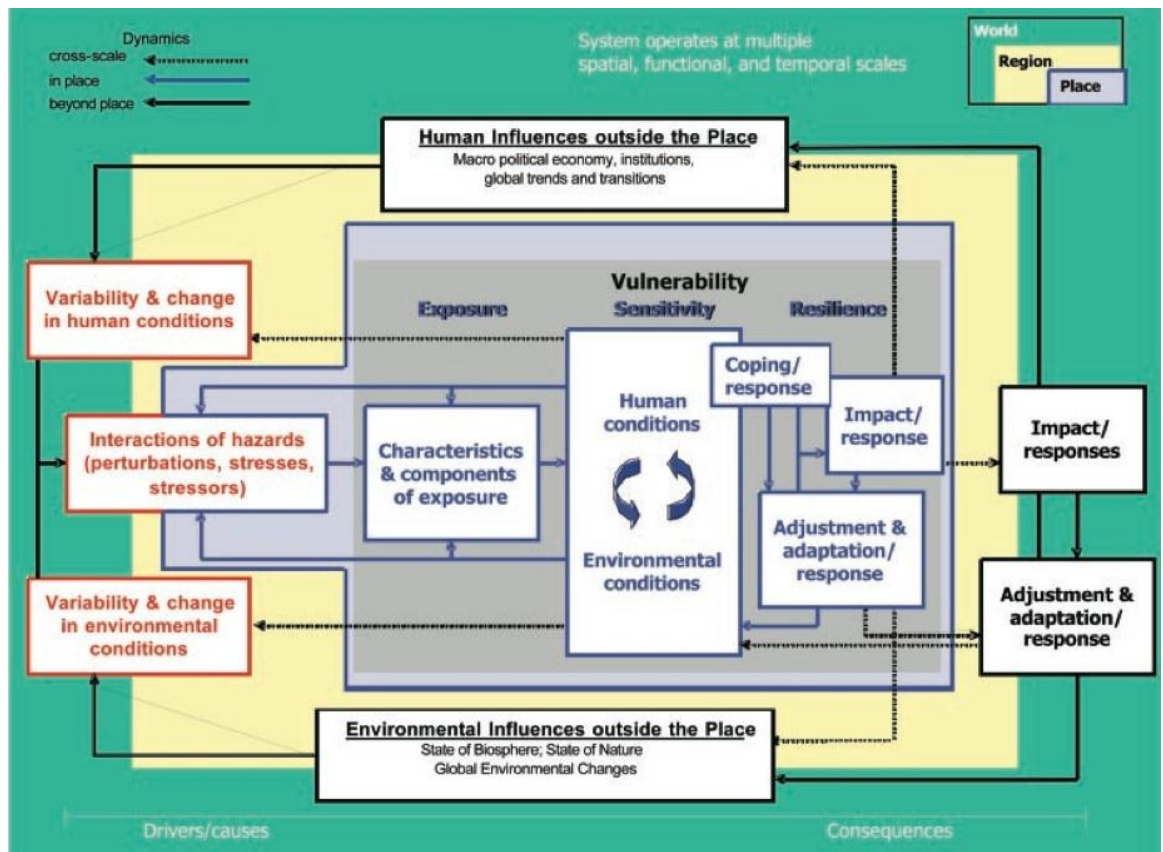 Dynamics
cross-scale
in place
beyond place
System operates at multiple
spatial, functional, and temporal scales
World
Region
Place
Human Influences outside the Place
Macro political economy, institutions,
global trends and transitions
Variability & change
in human conditions
Vulnerability
Exposure
Sensitivity
Resilience
Coping/
response
Impact/
response
Human
conditions
Interactions of hazards
(perturbations, stresses,
stressors)
Characteristics
& components
of exposure
Impact/
responses
Adjustment &
adaptation/
response
Environmental
conditions
Variability & change
in environmental
conditions
Adjustment &
adaptation/
response
Environmental Influences outside the Place
State of Biosphere; State of Nature
Global Environmental Changes
Drivers/causes
Consequences